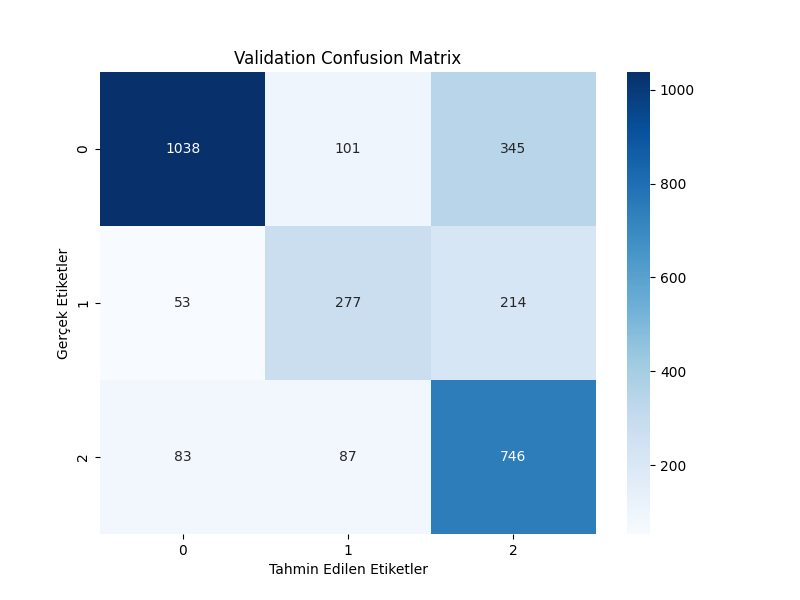 Validation Confusion Matrix
1038 101 345
53 277 214
83 87 746
0
1
2
Gerçek Etiketler
0 1 2
Tahmin Edilen Etiketler
1000
800
600
400
200